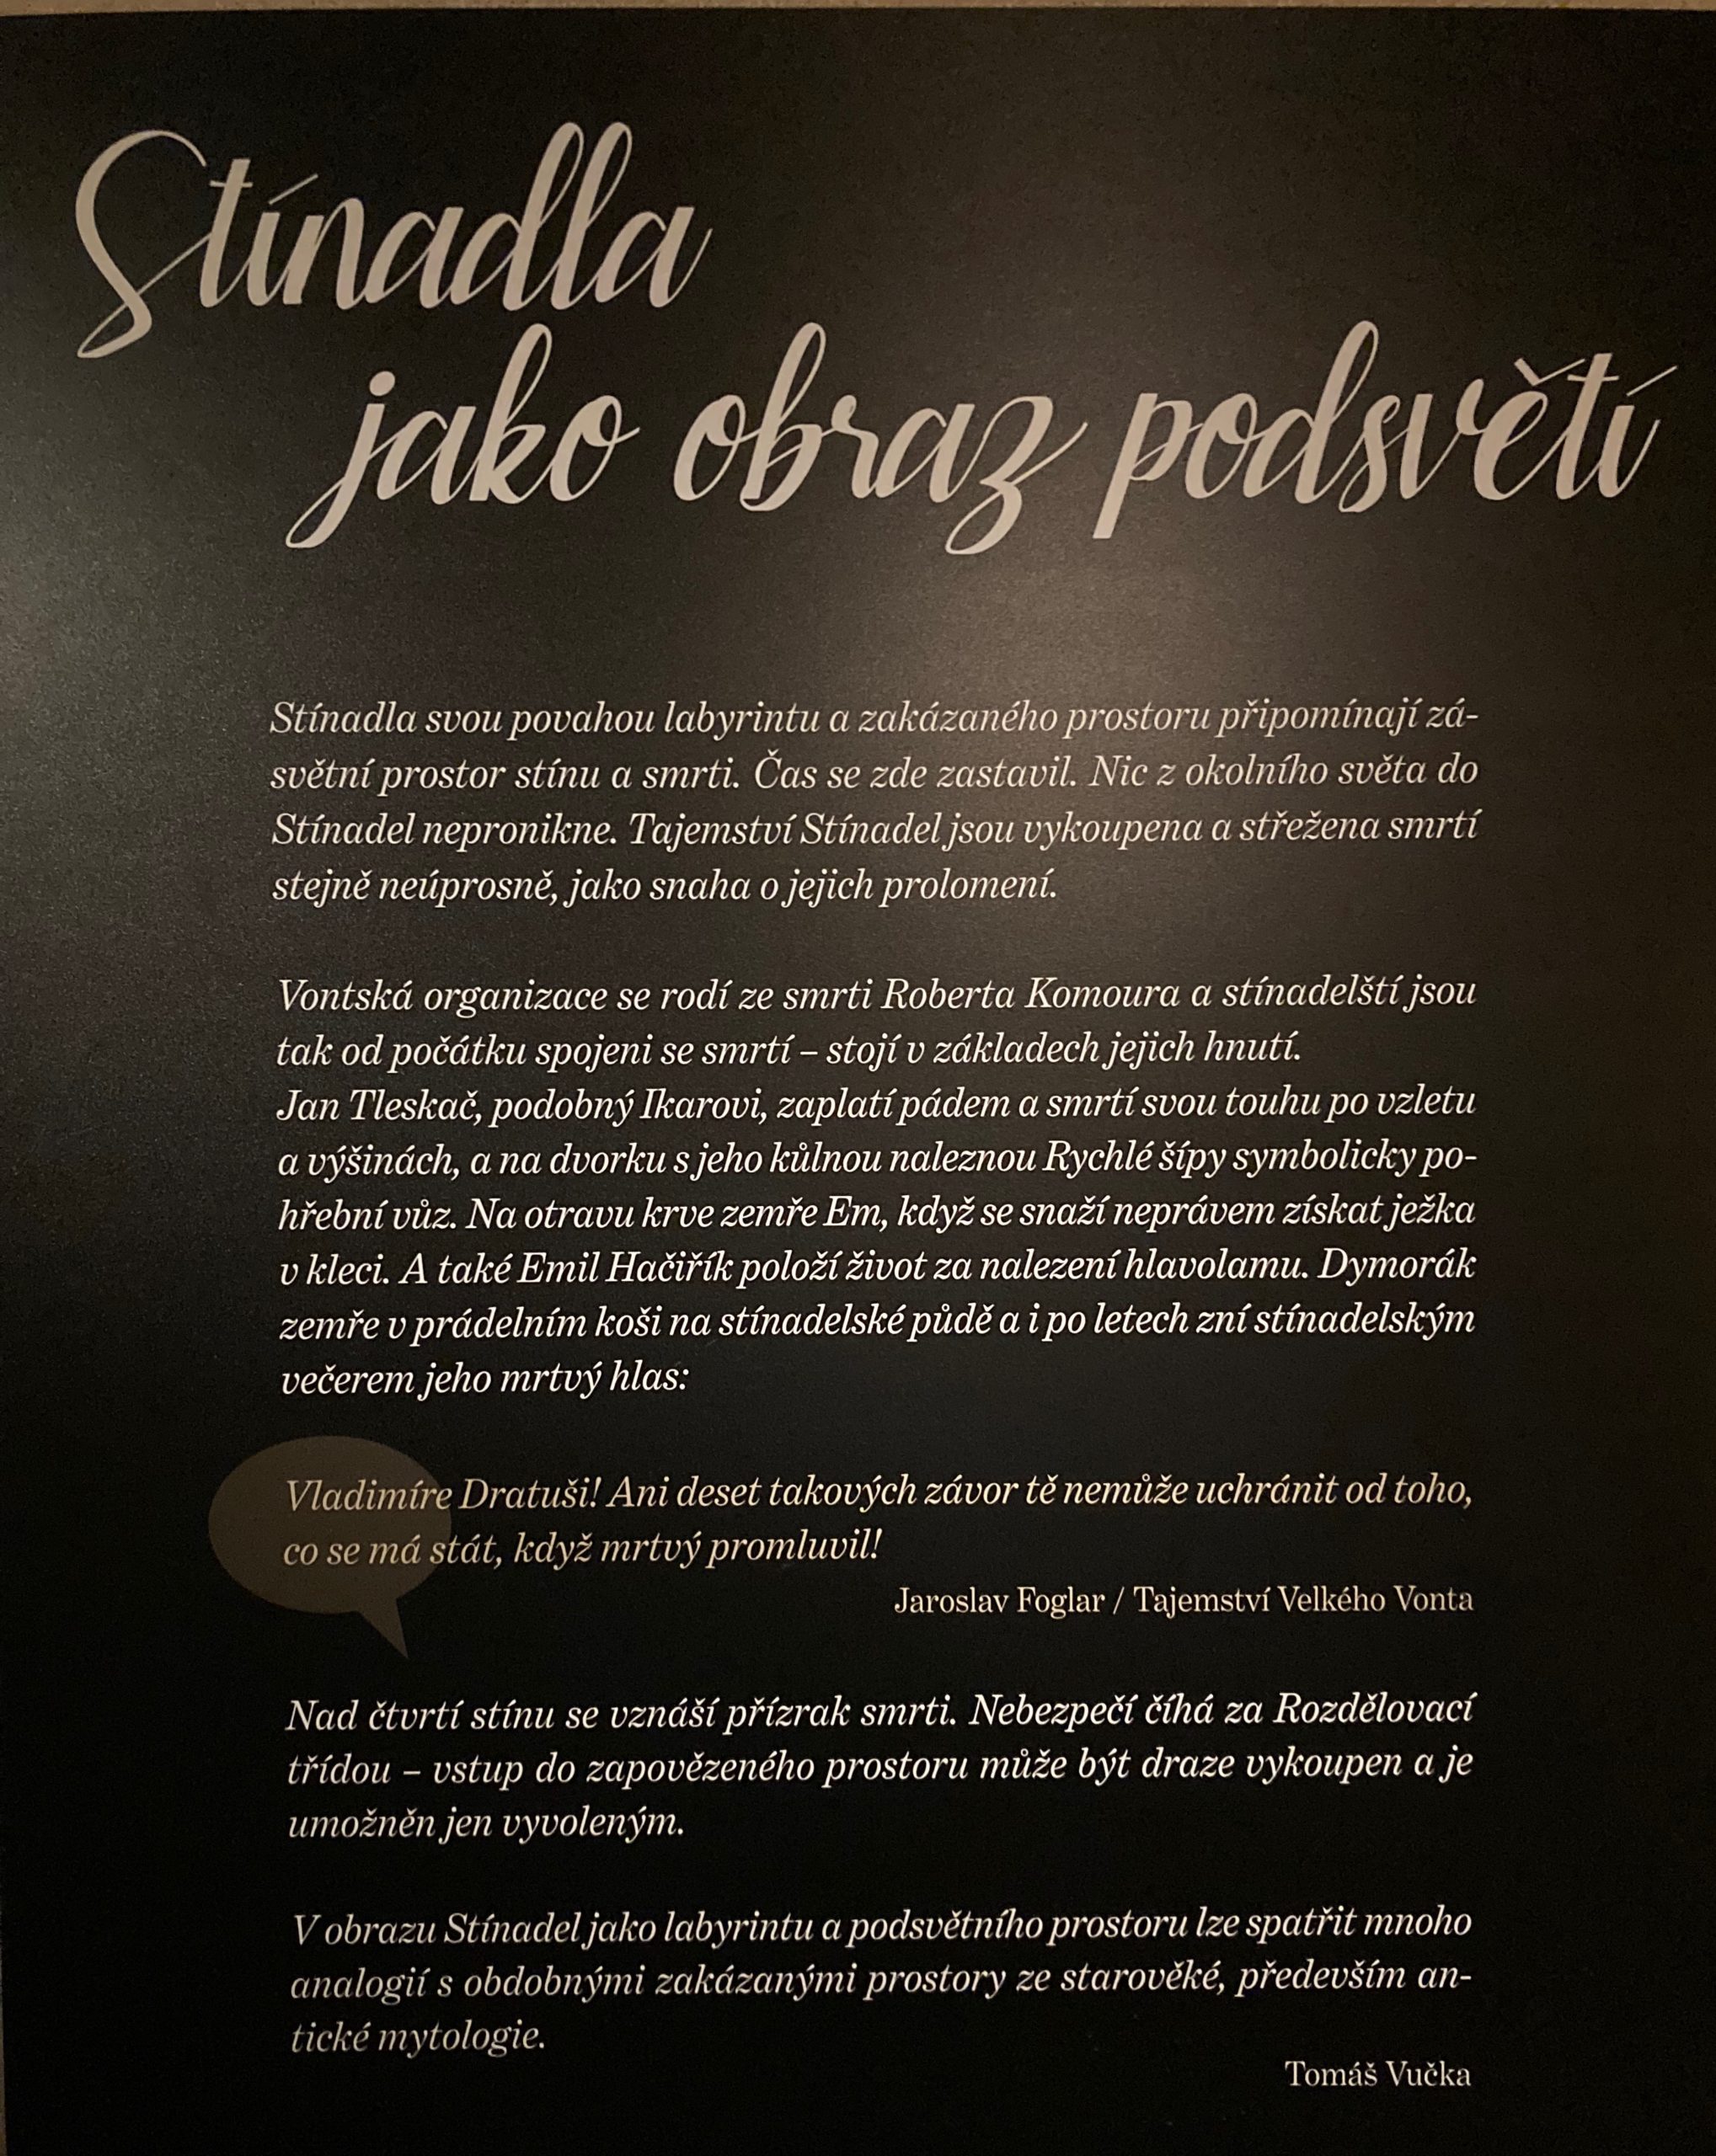 Stínadla
jako obraz podsvětí
Stínadla svou povahou labyrintu a zakázaného prostoru připomínají zá-
světní prostor stínu a smrti. Čas se zde zastavil. Nic z okolního světa do
Stínadel nepronikne. Tajemství Stínadel jsou vykoupena a střežena smrtí
stejně neúprosně, jako snaha o jejich prolomení.
Vontská organizace se rodí ze smrti Roberta Komoura a stínadelští jsou
tak od počátku spojeni se smrtí – stojí v základech jejich hnutí.
Jan Tleskač, podobný Ikarovi, zaplatí pádem a smrtí svou touhu po vzletu
a výšinách, a na dvorku s jeho kůlnou naleznou Rychlé šípy symbolicky po-
hřební vůz. Na otravu krve zemře Em, když se snaží neprávem získat ježka
v kleci. A také Emil Hačiřík položí život za nalezení hlavolamu. Dymorák
zemře v prádelním koši na stínadelské půdě a i po letech zní stínadelským
večerem jeho mrtvý hlas:
Vladimíre Dratuši! Ani deset takových závor tě nemůže uchránit od toho,
co se má stát, když mrtvý promluvil!
Jaroslav Foglar / Tajemství Velkého Vonta
Nad čtvrtí stínu se vznáší přízrak smrti. Nebezpečí číhá za Rozdělovací
třídou – vstup do zapovězeného prostoru může být draze vykoupen a je
umožněn jen vyvoleným.
V obrazu Stínadel jako labyrintu a podsvětního prostoru lze spatřit mnoho
analogií s obdobnými zakázanými prostory ze starověké, především an-
tické mytologie.
Tomáš Vučka